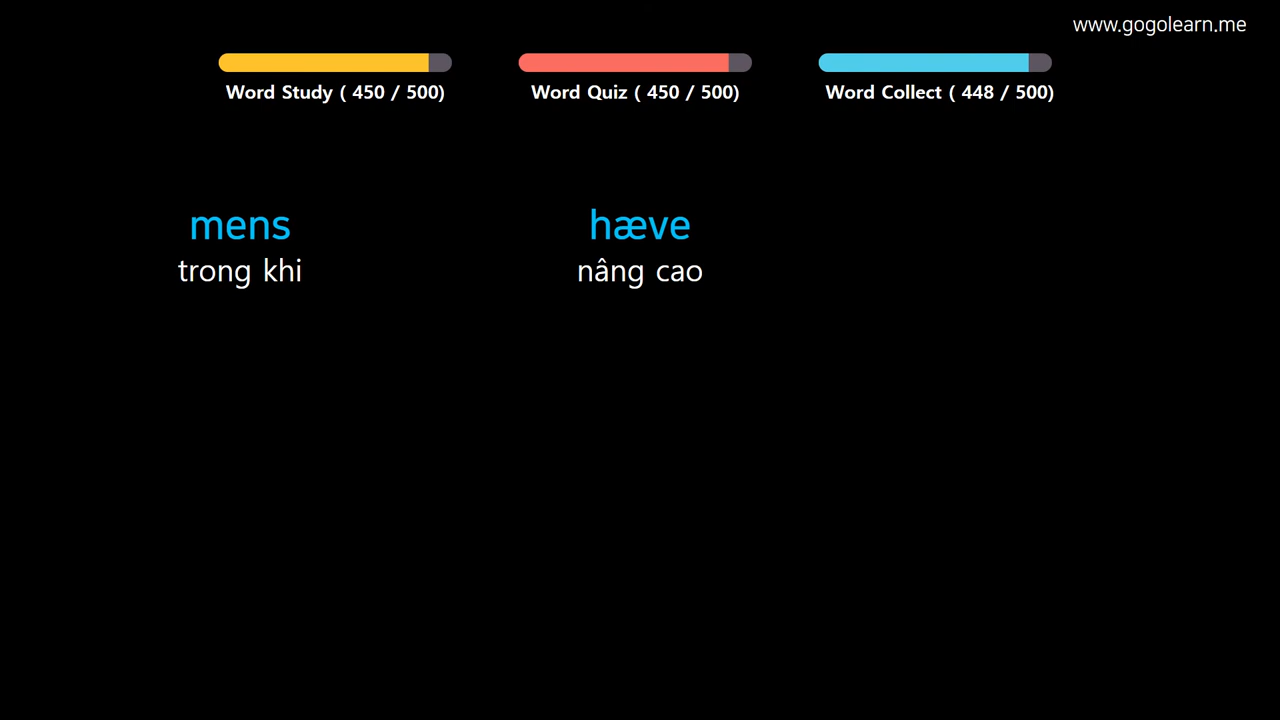 www.gogolearn.me
Word Study ( 450 / 500)
Word Quiz ( 450 / 500)
Word Collect ( 448 / 500)
mens
trong khi
hæve
nâng cao